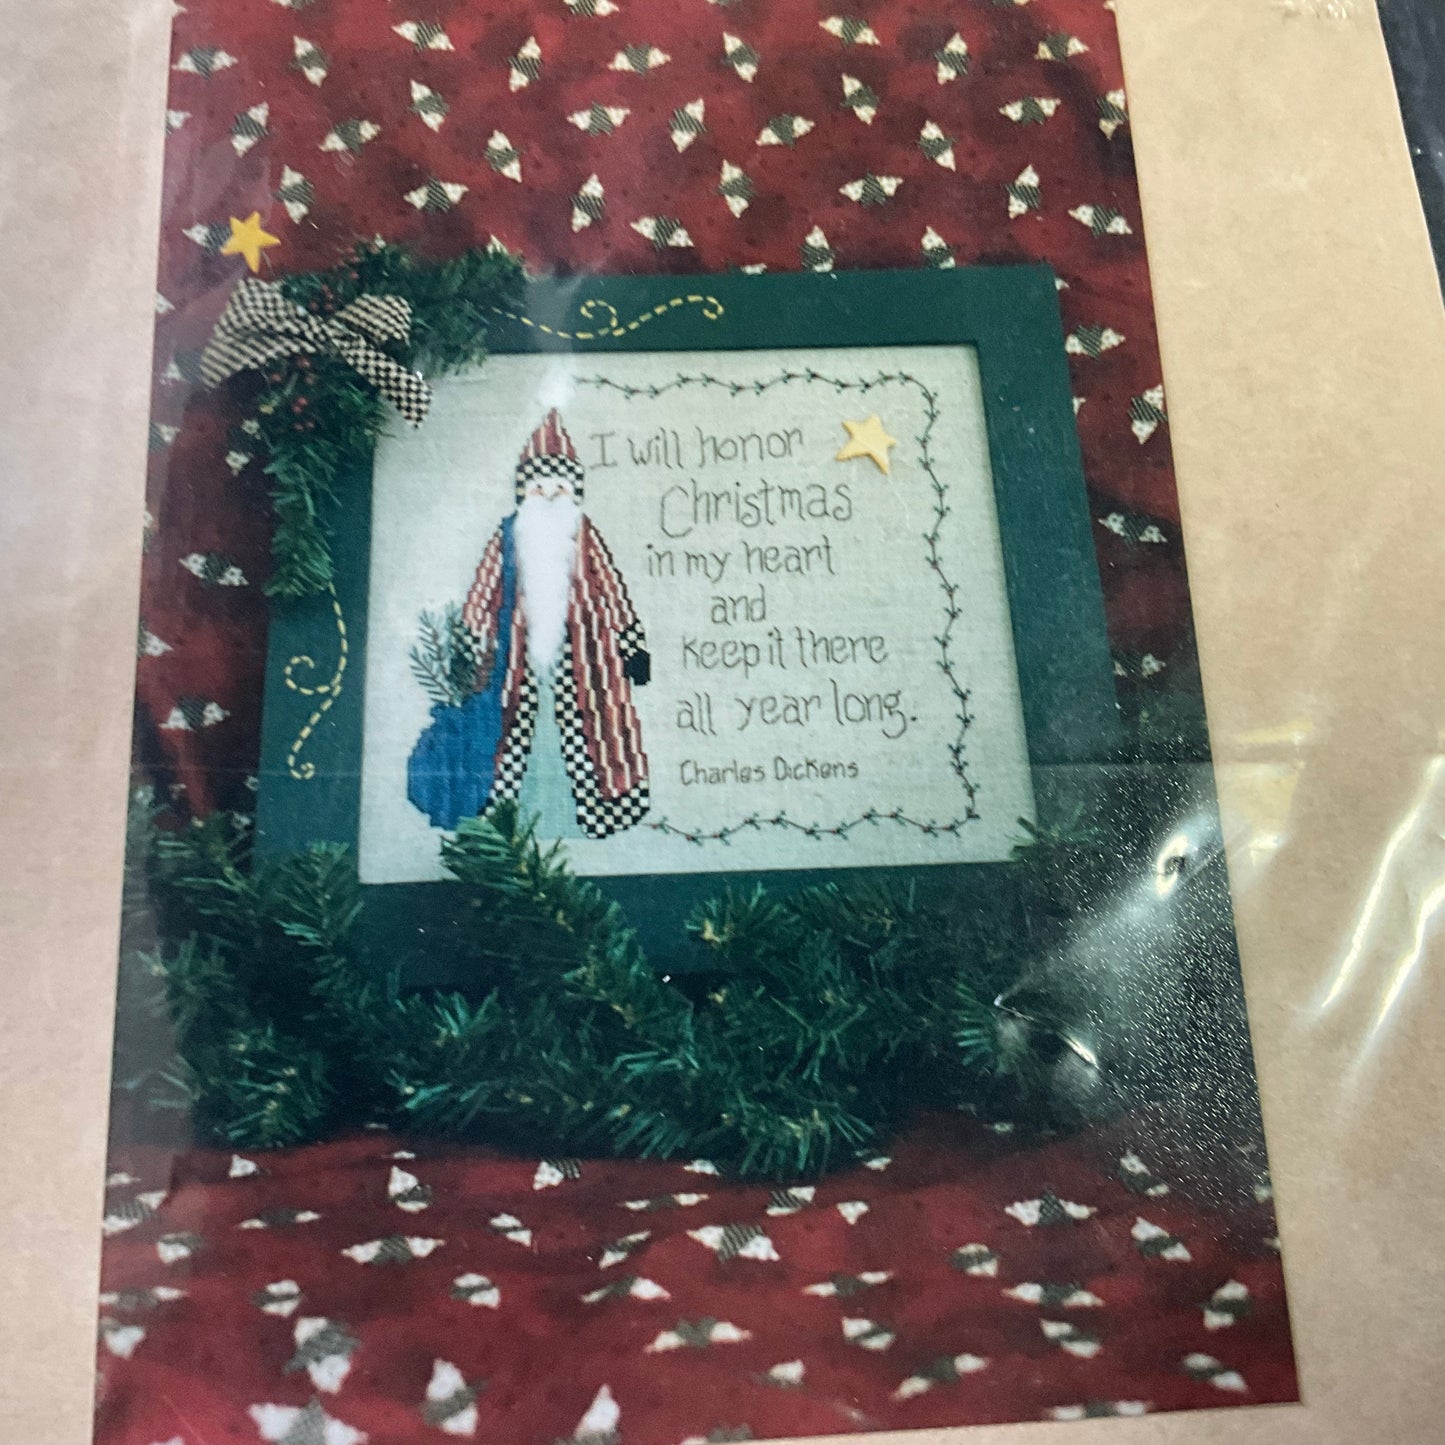 I will honor
Christmas
in my heart
and
keep it there
all year long.
Charles Dickens